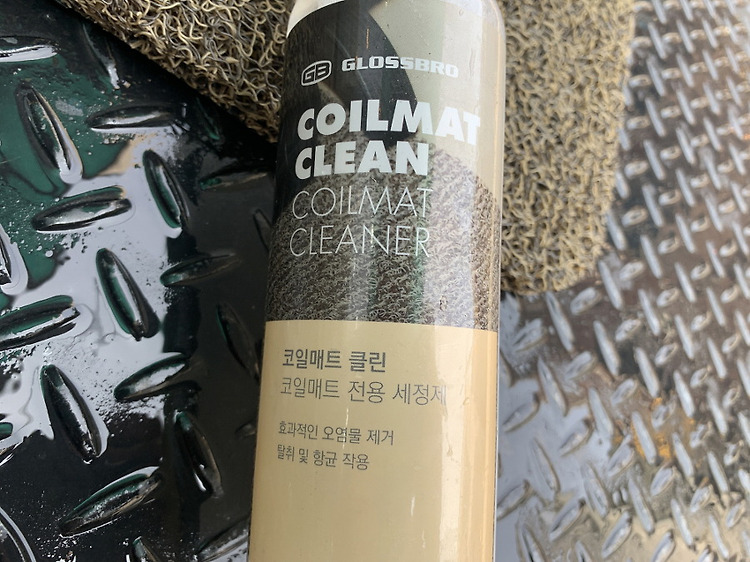 GB GLOSSBRO
COILMAT
CLEAN
COILMAT
CLEANER
코일매트 클린
코일매트 전용 세정제
효과적인 오염물 제거
탈취 및 항균 작용